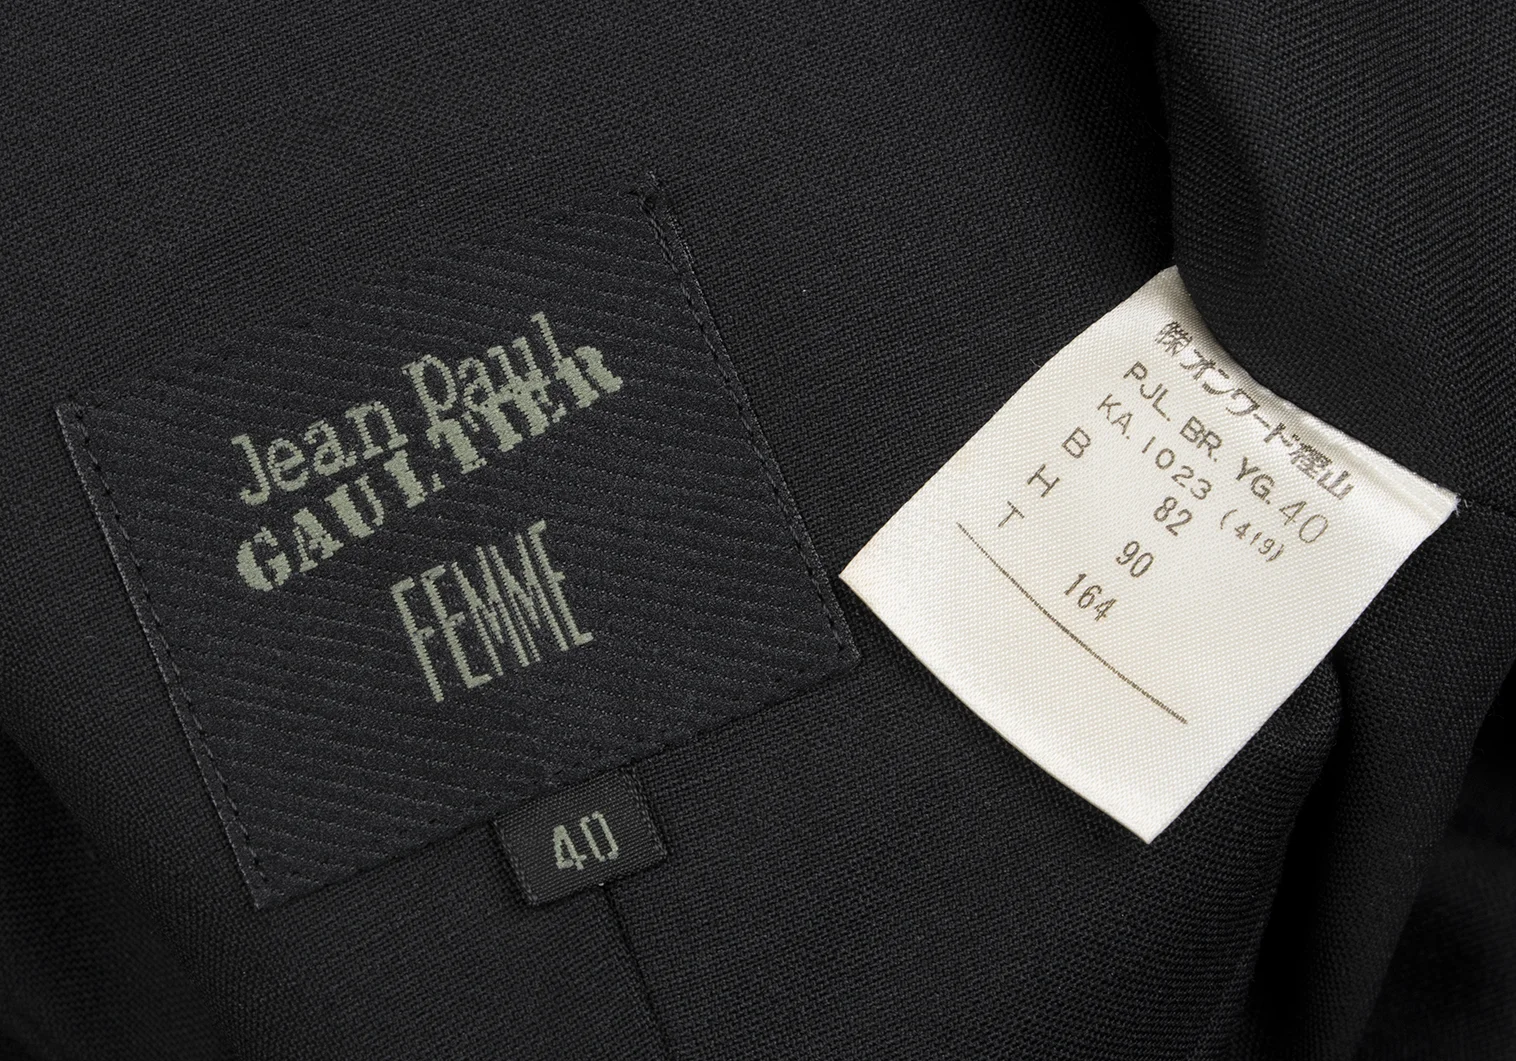 Jean Paul
GAULTIER
FEMME
40
㈱オンワード樫山
PJL. BR. YG. 40
KA. 1023 (419)
B 82
H 90
T 164